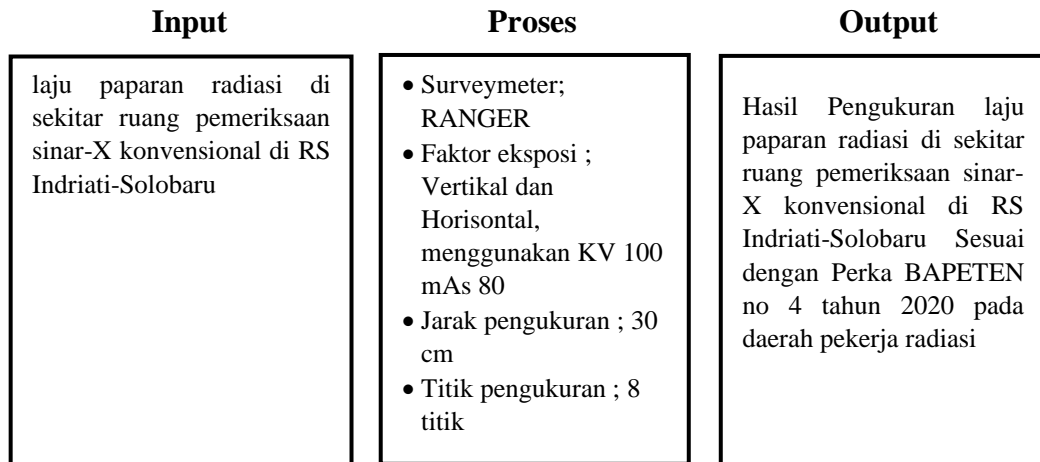 Input
laju paparan radiasi di
sekitar ruang pemeriksaan
sinar-X konvensional di RS
Indriati-Solobaru
Proses
• Surveymeter;
RANGER
• Faktor eksposi ;
Vertikal dan
Horisontal,
menggunakan KV 100
mAs 80
• Jarak pengukuran ; 30
cm
• Titik pengukuran ; 8
titik
Output
Hasil Pengukuran laju
paparan radiasi di sekitar
ruang pemeriksaan sinar-
X konvensional di RS
Indriati-Solobaru Sesuai
dengan Perka BAPETEN
no 4 tahun 2020 pada
daerah pekerja radiasi